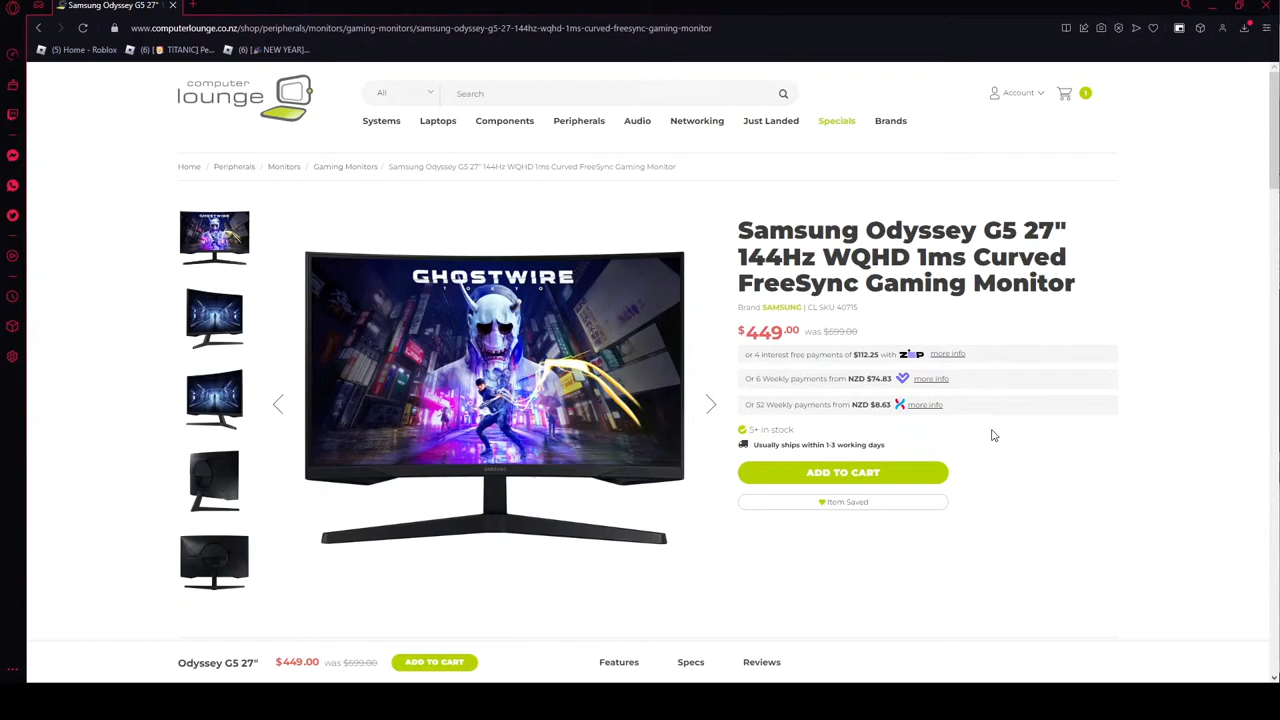 Samsung Odyssey G5 27" 1
www.computerlounge.co.nz/shop/peripherals/monitors/gaming-monitors/samsung-odyssey-g5-27-144hz-wqhd-1ms-curved-freesync-gaming-monitor
(5) Home - Roblox
(6) [ TITANIC] Pe...
(6) [ NEW YEAR]...
computer
lounge
All
Search
Account
1
Systems
Laptops
Components
Peripherals
Audio
Networking
Just Landed
Specials
Brands
Home / Peripherals / Monitors / Gaming Monitors / Samsung Odyssey G5 27" 144Hz WQHD 1ms Curved FreeSync Gaming Monitor
GHOSTWIRE
TOKYO
SAMSUNG
Samsung Odyssey G5 27"
144Hz WQHD 1ms Curved
FreeSync Gaming Monitor
Brand SAMSUNG | CL SKU 40715
$449.00 was $599.00
or 4 interest free payments of $112.25 with zip more info
Or 6 Weekly payments from NZD $74.83 more info
Or 52 Weekly payments from NZD $8.63 more info
5+ in stock
Usually ships within 1-3 working days
ADD TO CART
Item Saved
Odyssey G5 27" $449.00 was $599.00 ADD TO CART
Features
Specs
Reviews